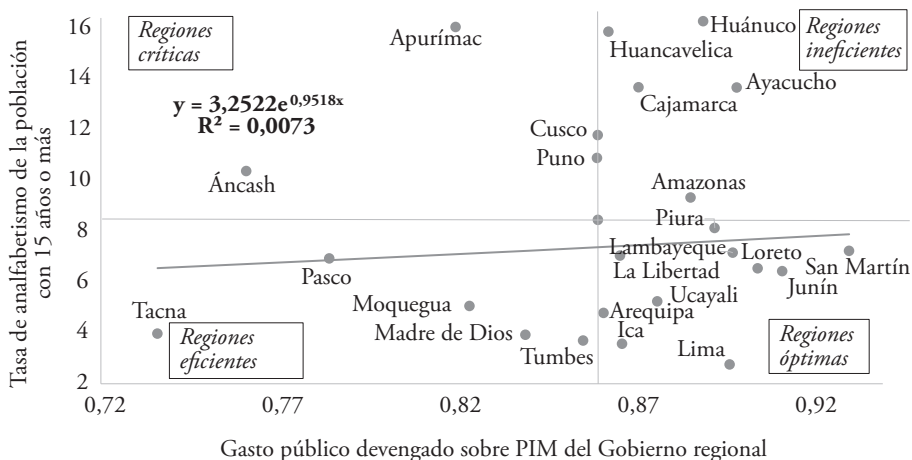 Tasa de analfabetismo de la población
con 15 años o más
16
14
12
10
8
6
4
2
Regiones
críticas
Apurímac
Huánuco
Huancavelica
Regiones
ineficientes
y = 3,2522e^0,9518x
R² = 0,0073
Ayacucho
Cajamarca
Cusco
Puno
Áncash
Amazonas
Piura
Lambayeque
La Libertad
Loreto
San Martín
Junín
Pasco
Moquegua
Ucayali
Arequipa
Tacna
Madre de Dios
Tumbes
Ica
Lima
Regiones
eficientes
Regiones
óptimas
0,72
0,77
0,82
0,87
0,92
Gasto público devengado sobre PIM del Gobierno regional